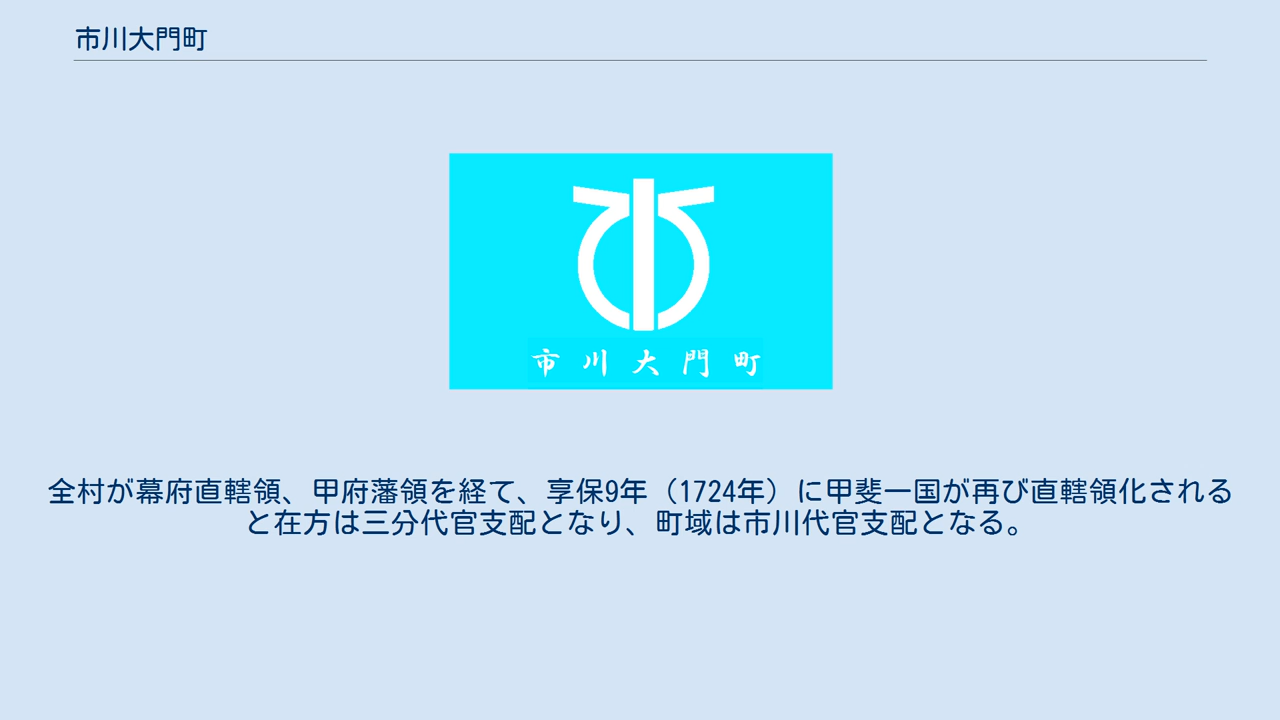 市川大門町
市川大門町
全村が幕府直轄領、甲府藩領を経て、享保9年（1724年）に甲斐一国が再び直轄領化される
と在方は三分代官支配となり、町域は市川代官支配となる。